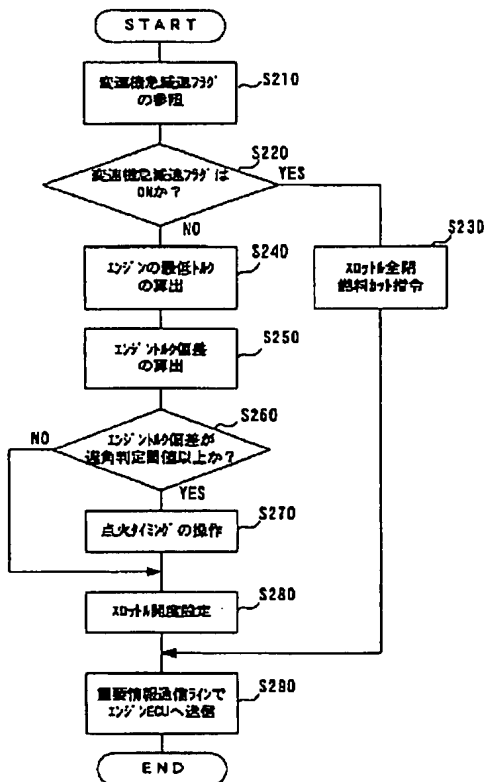 START
変速機急減速ﾌﾗｸﾞ
の参照
S210
変速機急減速ﾌﾗｸﾞは
ONか？
S220
YES
NO
ｴﾝｼﾞﾝの最低ﾄﾙｸ
の算出
S240
ｽﾛｯﾄﾙ全閉
燃料ｶｯﾄ指令
S230
ｴﾝｼﾞﾝﾄﾙｸ偏差
の算出
S250
ｴﾝｼﾞﾝﾄﾙｸ偏差が
遅角判定閾値以上か？
S260
NO
YES
点火ﾀｲﾐﾝｸﾞの操作
S270
ｽﾛｯﾄﾙ開度設定
S280
重要情報通信ﾗｲﾝで
ｴﾝｼﾞﾝECUへ送信
S290
END